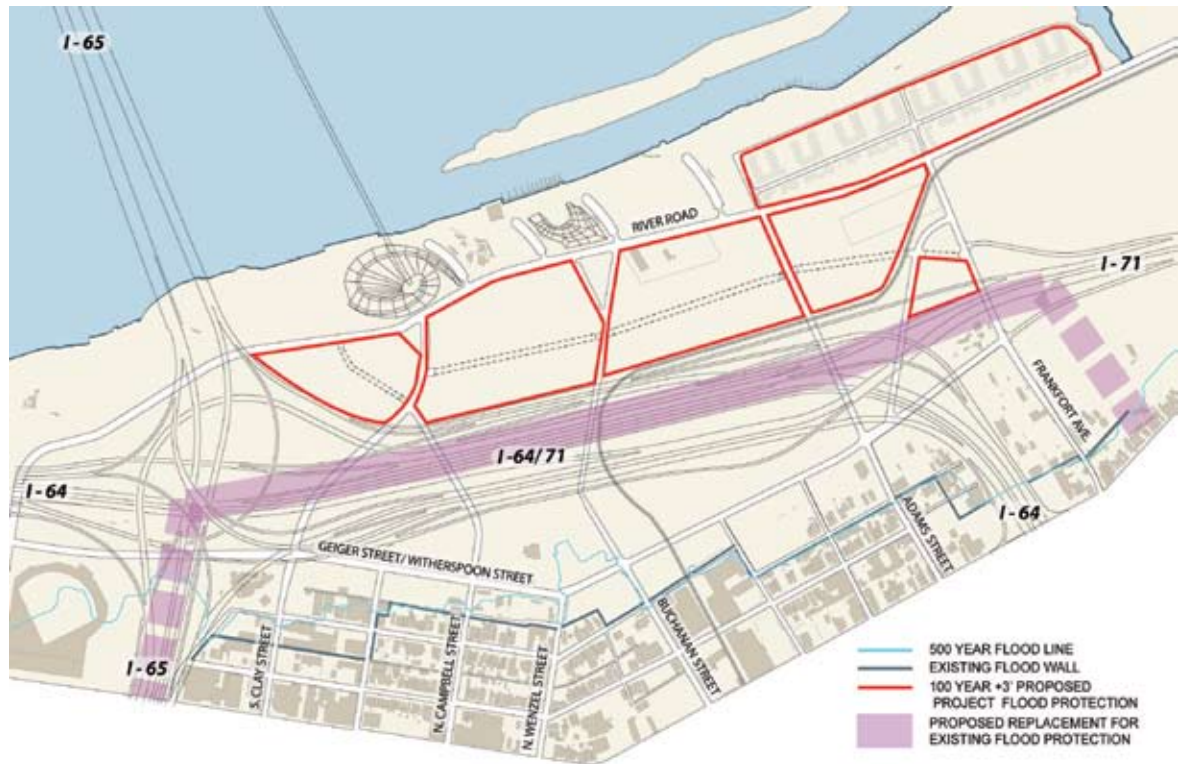 I - 65
RIVER ROAD
I - 71
FRANKFORT AVE.
I - 64/ 71
I - 64
I - 64
ADAMS STREET
GEIGER STREET/ WITHERSPOON STREET
BUCHANAN STREET
I - 65
S. CLAY STREET
N. CAMPBELL STREET
N. WENZEL STREET
500 YEAR FLOOD LINE
EXISTING FLOOD WALL
100 YEAR +3' PROPOSED
PROJECT FLOOD PROTECTION
PROPOSED REPLACEMENT FOR
EXISTING FLOOD PROTECTION